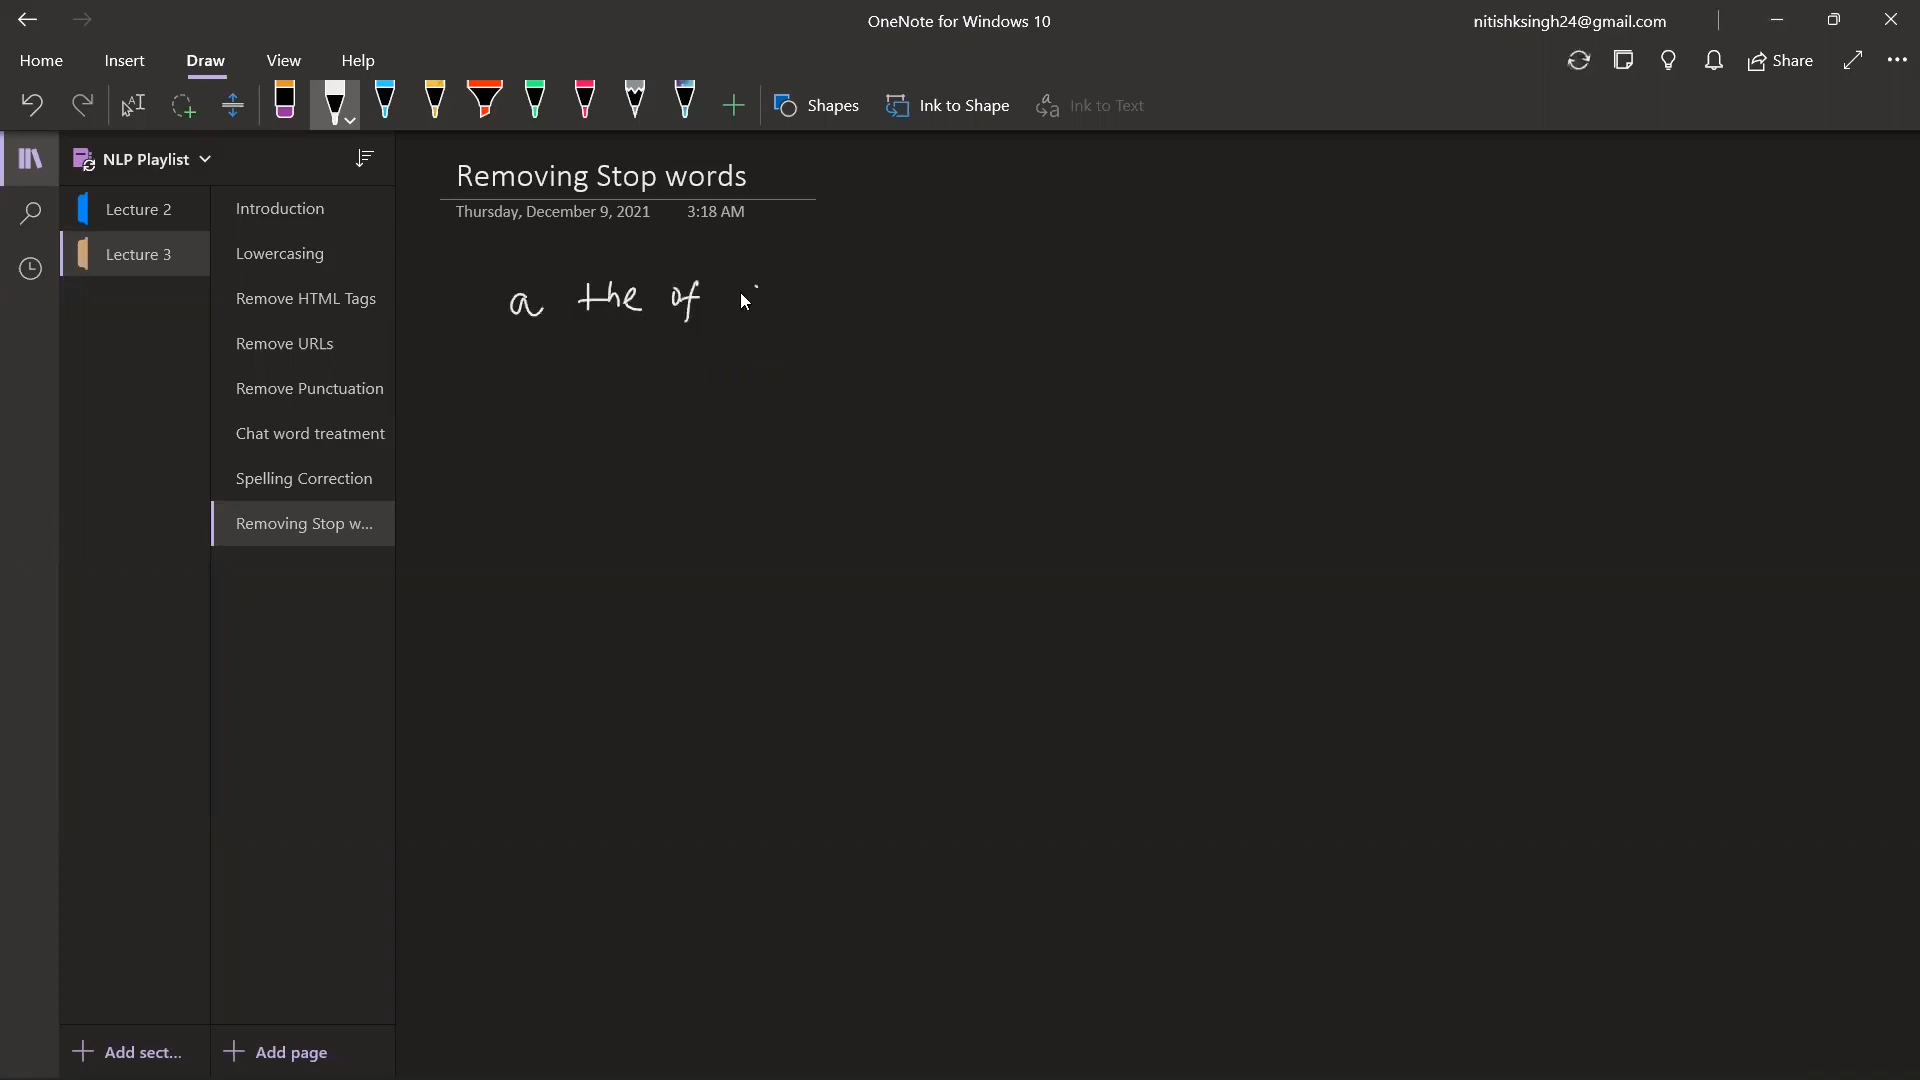 OneNote for Windows 10
nitishksingh24@gmail.com
Home Insert Draw View Help
Share
Shapes Ink to Shape Ink to Text
NLP Playlist
Lecture 2
Lecture 3
Introduction
Lowercasing
Remove HTML Tags
Remove URLs
Remove Punctuation
Chat word treatment
Spelling Correction
Removing Stop w...
Add sect...
Add page
Removing Stop words
Thursday, December 9, 2021 3:18 AM
a the of